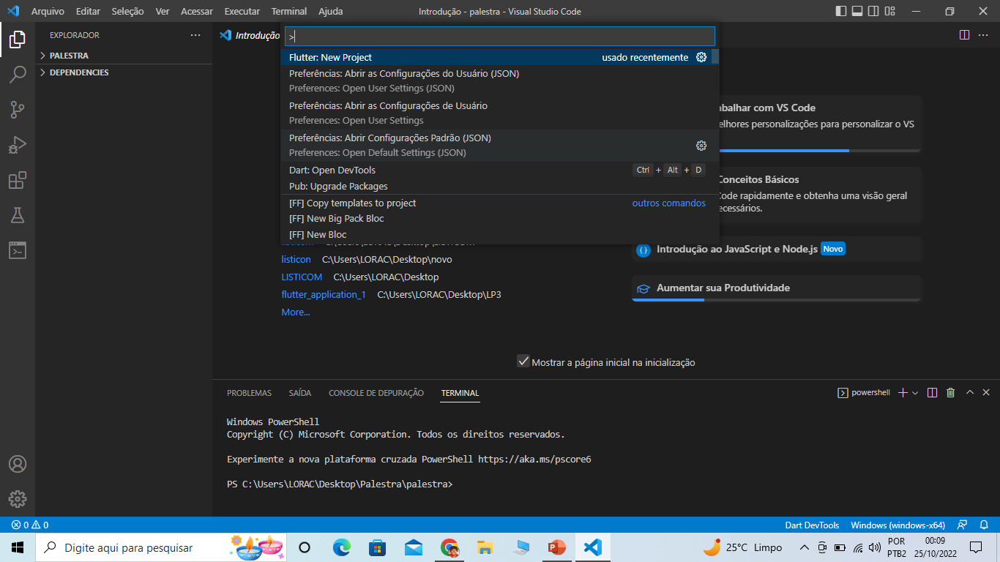 Arquivo Editar Seleção Ver Acessar Executar Terminal Ajuda Introdução - palestra - Visual Studio Code
EXPLORADOR
PALESTRA
DEPENDENCIES
Introdução
>
Flutter: New Project usado recentemente
Preferências: Abrir as Configurações do Usuário (JSON)
Preferences: Open User Settings (JSON)
Preferências: Abrir as Configurações de Usuário
Preferences: Open User Settings
Preferências: Abrir Configurações Padrão (JSON)
Preferences: Open Default Settings (JSON)
Dart: Open DevTools Ctrl + Alt + D
Pub: Upgrade Packages
[FF] Copy templates to project outros comandos
[FF] New Big Pack Bloc
[FF] New Bloc
com VS Code
personalizações para personalizar o VS
Conceitos Básicos
rapidamente e obtenha uma visão geral
Introdução ao JavaScript e Node.js Novo
Aumentar sua Produtividade
listicon C:\Users\LORAC\Desktop\novo
LISTICOM C:\Users\LORAC\Desktop
flutter_application_1 C:\Users\LORAC\Desktop\LP3
More...
Mostrar a página inicial na inicialização
PROBLEMAS SAÍDA CONSOLE DE DEPURAÇÃO TERMINAL powershell
Windows PowerShell
Copyright (C) Microsoft Corporation. Todos os direitos reservados.
Experimente a nova plataforma cruzada PowerShell https://aka.ms/pscore6
PS C:\Users\LORAC\Desktop\Palestra\palestra>
0 0 Dart DevTools Windows (windows-x64)
Digite aqui para pesquisar
25°C Limpo
POR
PTB2
00:09
25/10/2022